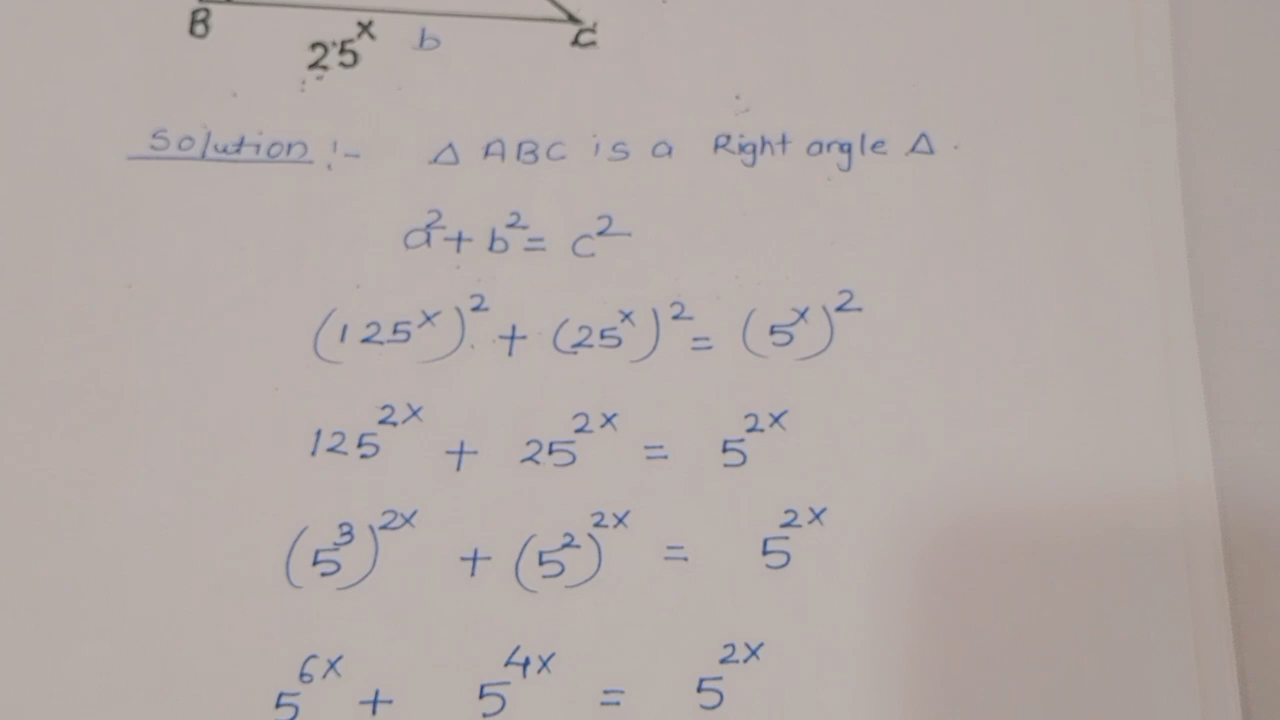 B C
25^x b
Solution :- Δ ABC is a Right angle Δ.
a² + b² = c²
(125^x)² + (25^x)² = (5^x)²
125^2x + 25^2x = 5^2x
(5³)^2x + (5²)^2x = 5^2x
5^6x + 5^4x = 5^2x